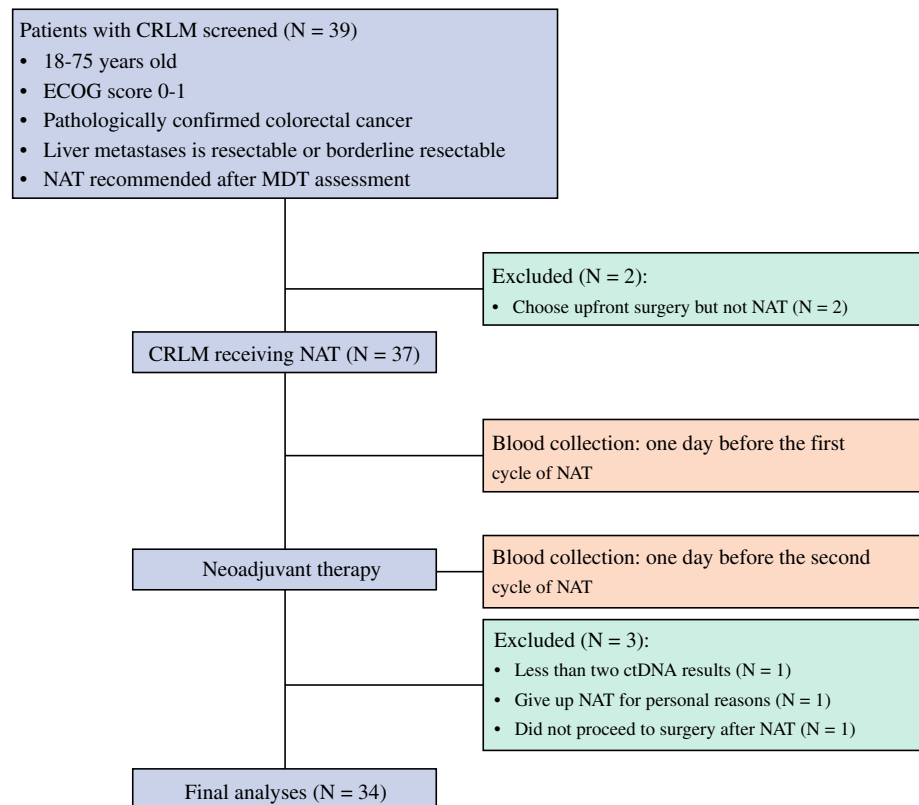 Patients with CRLM screened (N = 39)
• 18-75 years old
• ECOG score 0-1
• Pathologically confirmed colorectal cancer
• Liver metastases is resectable or borderline resectable
• NAT recommended after MDT assessment
Excluded (N = 2):
• Choose upfront surgery but not NAT (N = 2)
CRLM receiving NAT (N = 37)
Blood collection: one day before the first
cycle of NAT
Neoadjuvant therapy
Blood collection: one day before the second
cycle of NAT
Excluded (N = 3):
• Less than two ctDNA results (N = 1)
• Give up NAT for personal reasons (N = 1)
• Did not proceed to surgery after NAT (N = 1)
Final analyses (N = 34)